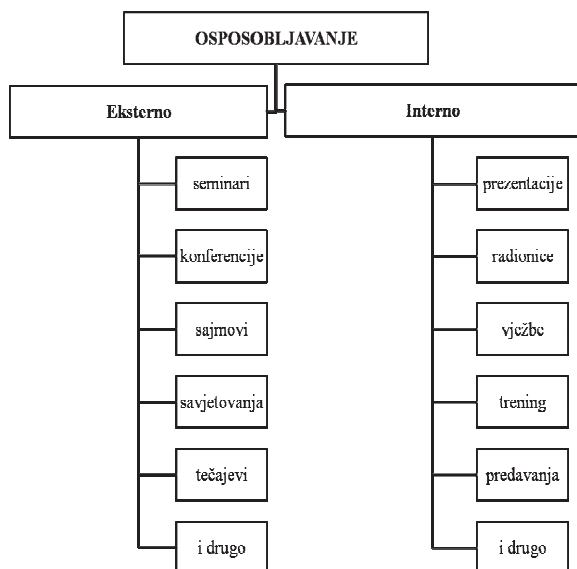 OSPOSOBLJAVANJE
Eksterno
Interno
seminari
konferencije
sajmovi
savjetovanja
tečajevi
i drugo
prezentacije
radionice
vježbe
trening
predavanja
i drugo